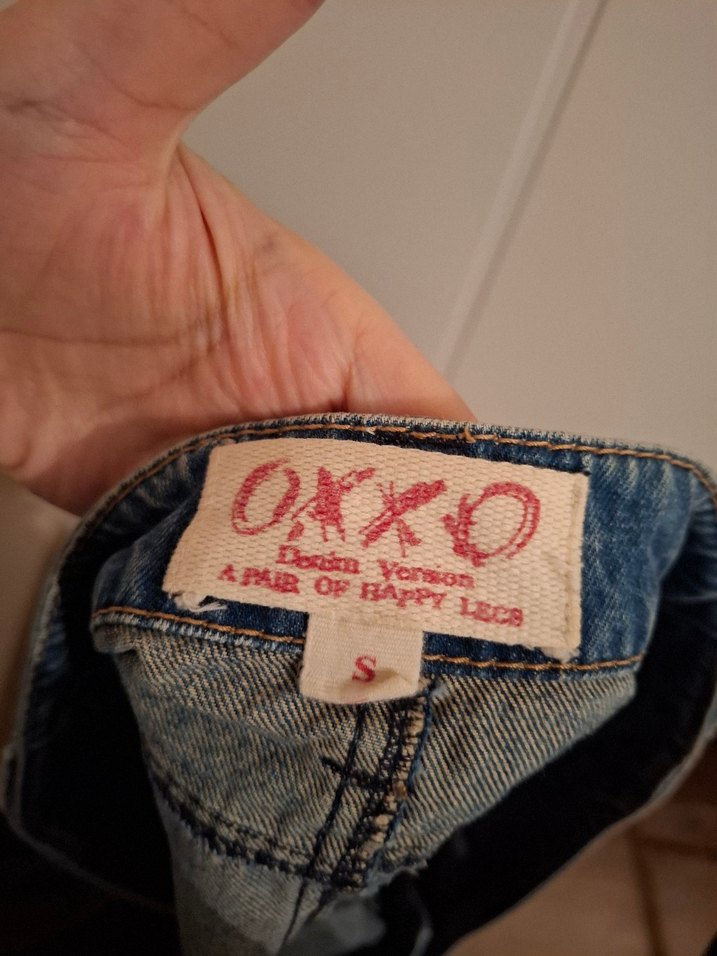 OXXO
Denim Version
A PAIR OF HAPPY LEGS
S